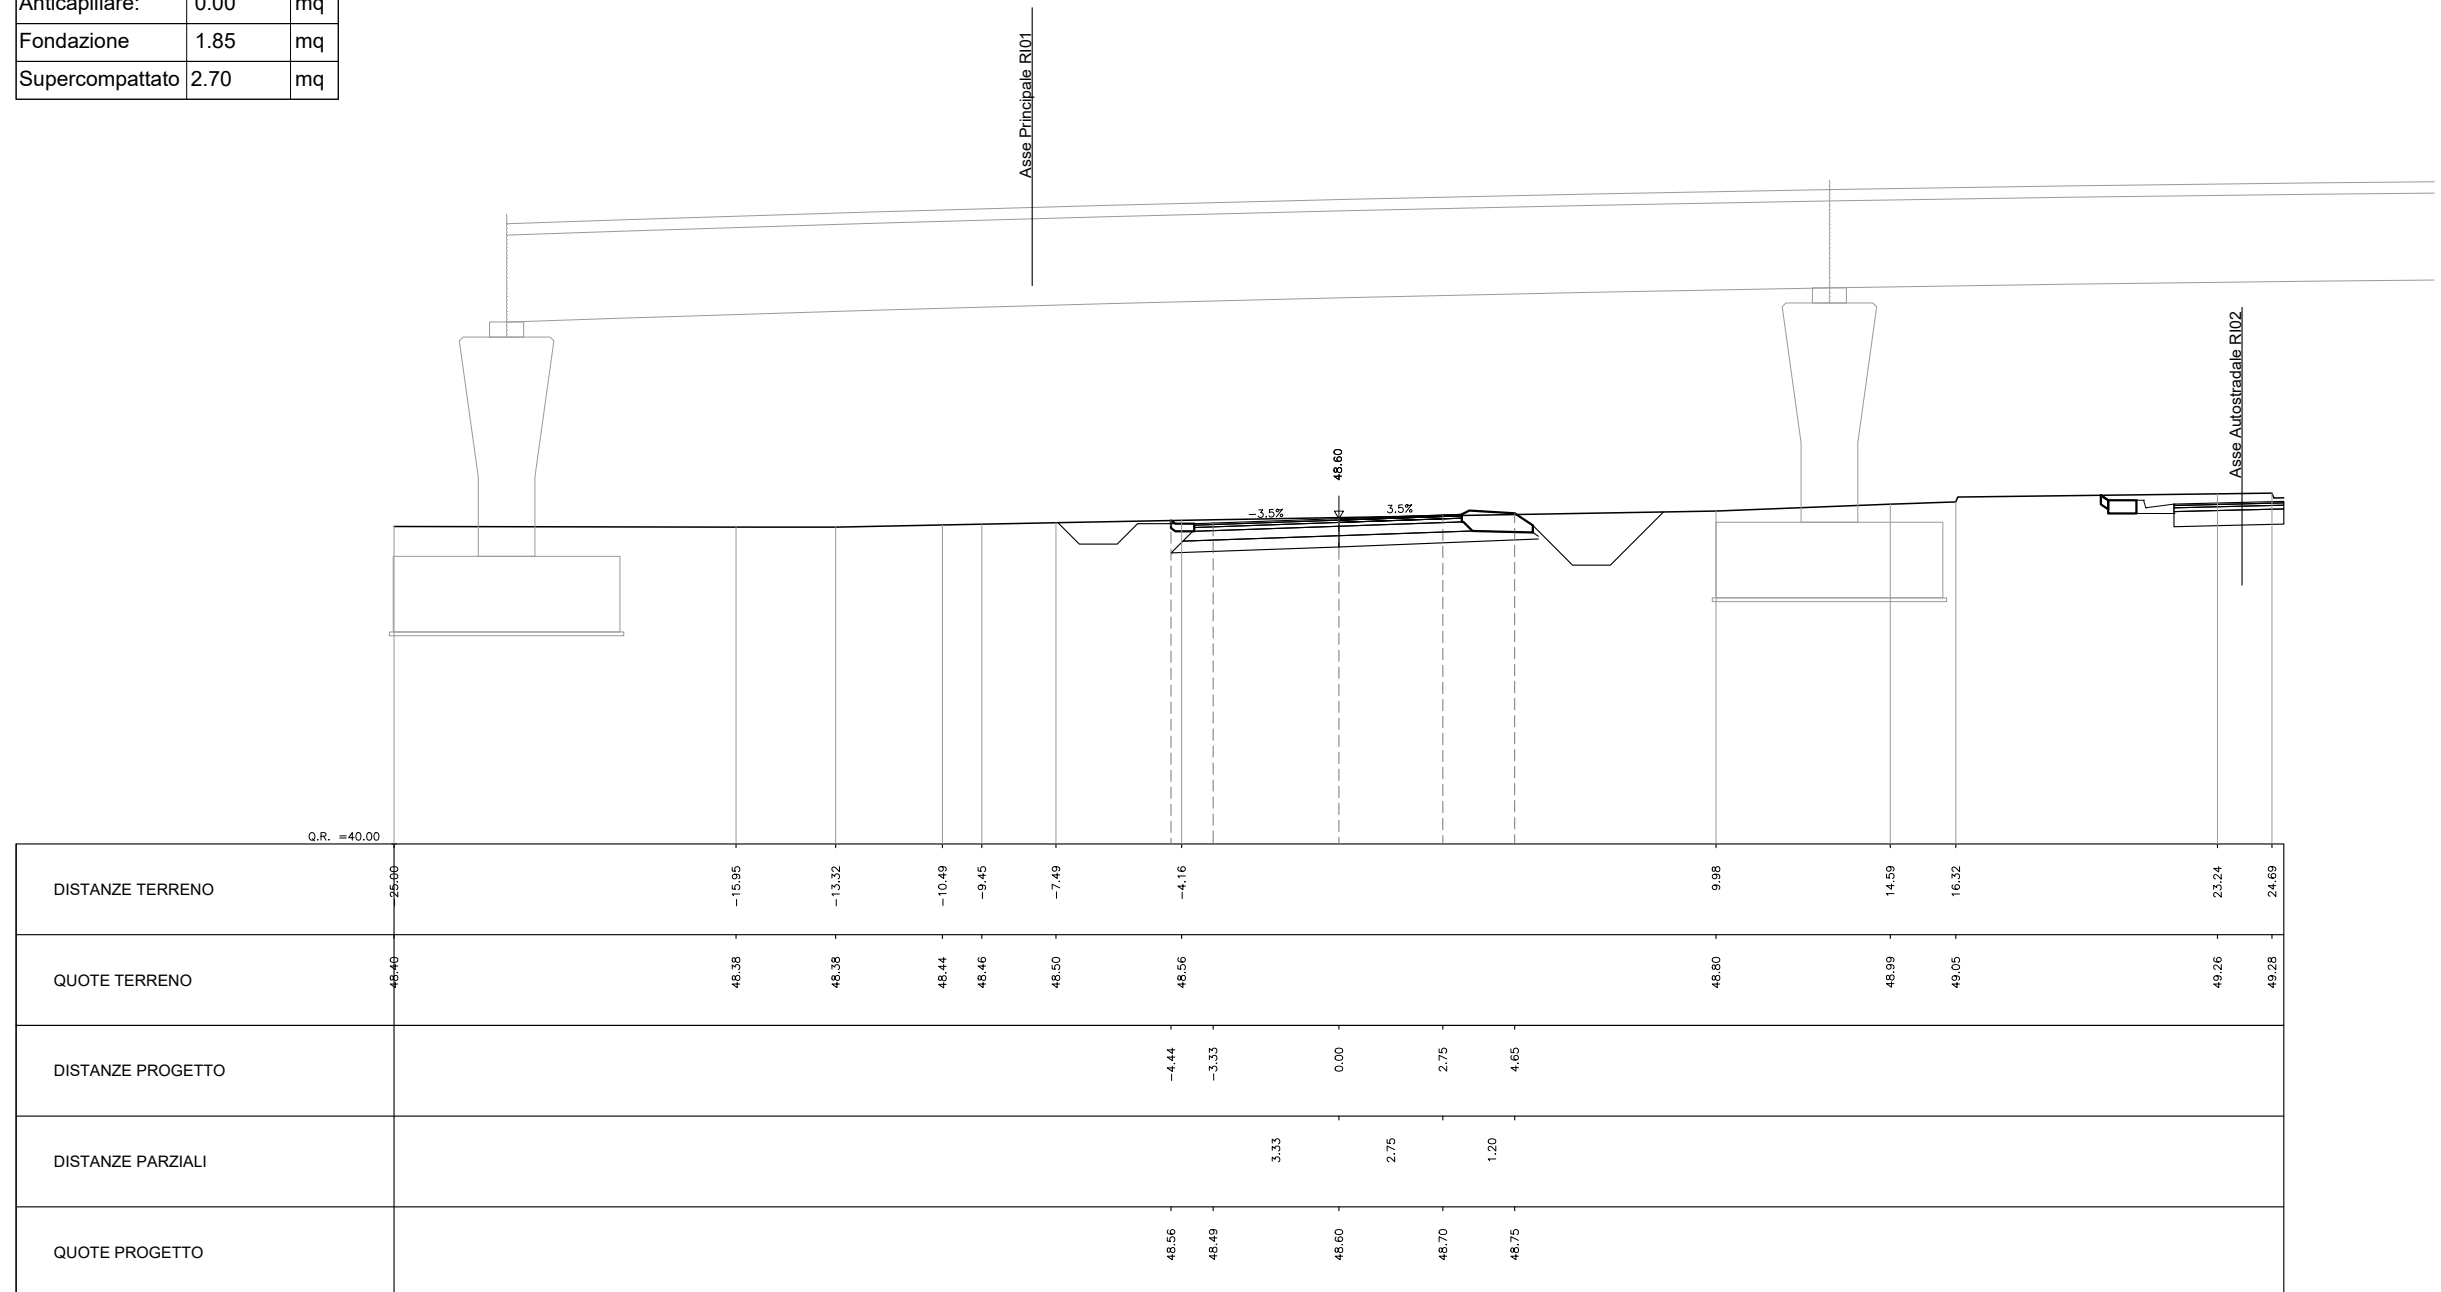 Anticapillare: 0.00 mq
Fondazione 1.85 mq
Supercompattato 2.70 mq
Asse Principale RI01
Asse Autostradale RI02
48.60
−3.5% 3.5%
Q.R. =40.00
DISTANZE TERRENO −25.00 −15.95 −13.32 −10.49 −9.45 −7.49 −4.16 9.98 14.59 16.32 23.24 24.69
QUOTE TERRENO 48.40 48.38 48.38 48.44 48.46 48.50 48.56 48.80 48.99 49.05 49.26 49.28
DISTANZE PROGETTO −4.44 −3.33 0.00 2.75 4.65
DISTANZE PARZIALI 3.33 2.75 1.20
QUOTE PROGETTO 48.56 48.49 48.60 48.70 48.75